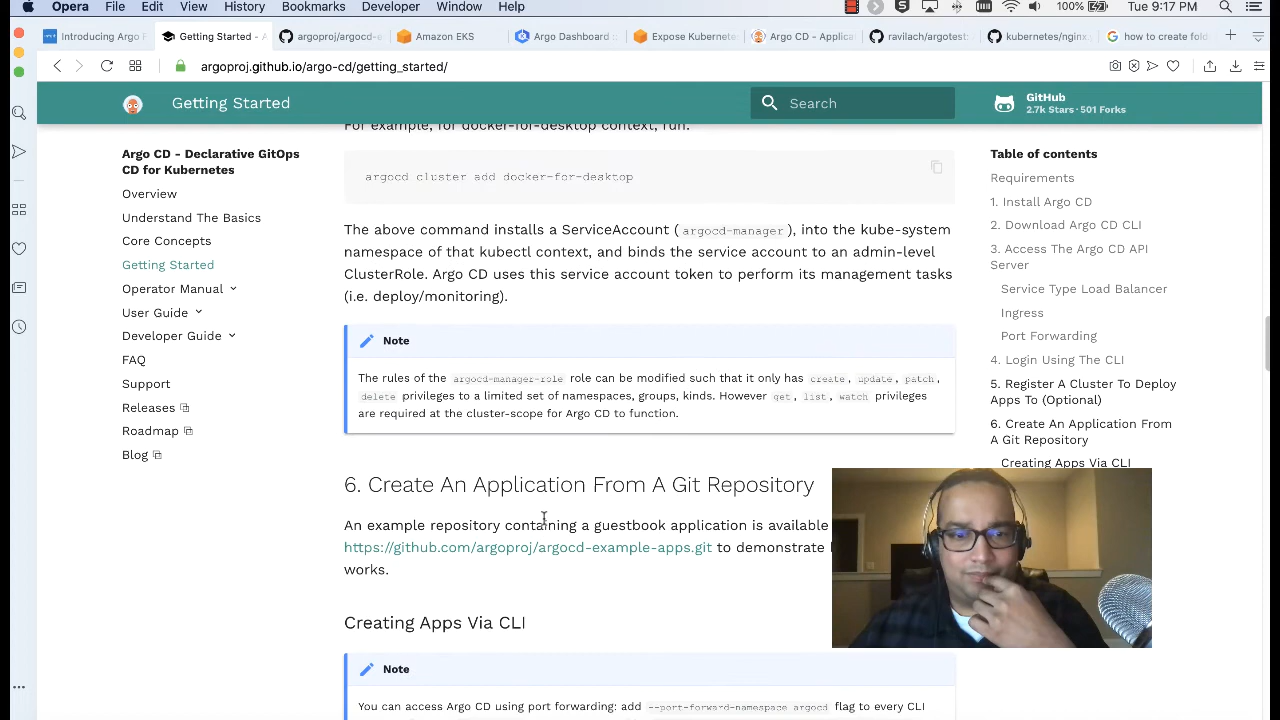 Opera File Edit View History Bookmarks Developer Window Help 100% Tue 9:17 PM
Introducing Argo F Getting Started - A argoproj/argocd-e Amazon EKS Argo Dashboard Expose Kubernete Argo CD - Applica ravilach/argotest: kubernetes/nginx. how to create fold
argoproj.github.io/argo-cd/getting_started/
Getting Started
Search
GitHub
2.7k Stars · 501 Forks
Argo CD - Declarative GitOps
CD for Kubernetes
Overview
Understand The Basics
Core Concepts
Getting Started
Operator Manual
User Guide
Developer Guide
FAQ
Support
Releases
Roadmap
Blog
For example, for docker-for-desktop context, run:
argocd cluster add docker-for-desktop
The above command installs a ServiceAccount ( argocd-manager ), into the kube-system
namespace of that kubectl context, and binds the service account to an admin-level
ClusterRole. Argo CD uses this service account token to perform its management tasks
(i.e. deploy/monitoring).
Note
The rules of the argocd-manager-role role can be modified such that it only has create , update , patch ,
delete privileges to a limited set of namespaces, groups, kinds. However get , list , watch privileges
are required at the cluster-scope for Argo CD to function.
6. Create An Application From A Git Repository
An example repository containing a guestbook application is available
https://github.com/argoproj/argocd-example-apps.git to demonstrate
works.
Creating Apps Via CLI
Note
You can access Argo CD using port forwarding: add --port-forward-namespace argocd flag to every CLI
Table of contents
Requirements
1. Install Argo CD
2. Download Argo CD CLI
3. Access The Argo CD API
Server
Service Type Load Balancer
Ingress
Port Forwarding
4. Login Using The CLI
5. Register A Cluster To Deploy
Apps To (Optional)
6. Create An Application From
A Git Repository
Creating Apps Via CLI